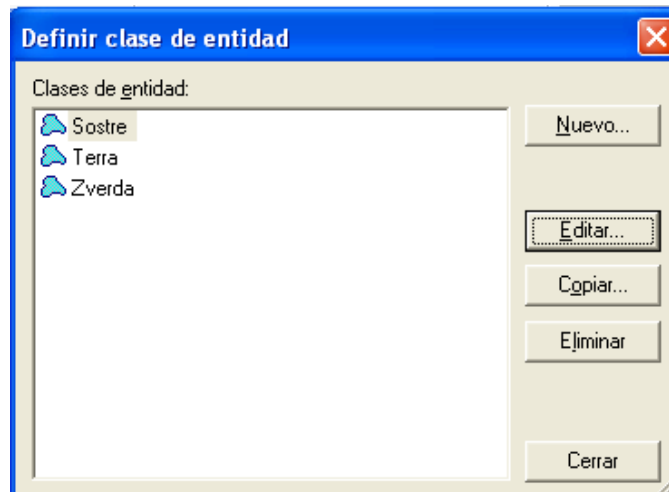 Definir clase de entidad
Clases de entidad:
Sostre
Terra
Zverda
Nuevo...
Editar...
Copiar...
Eliminar
Cerrar